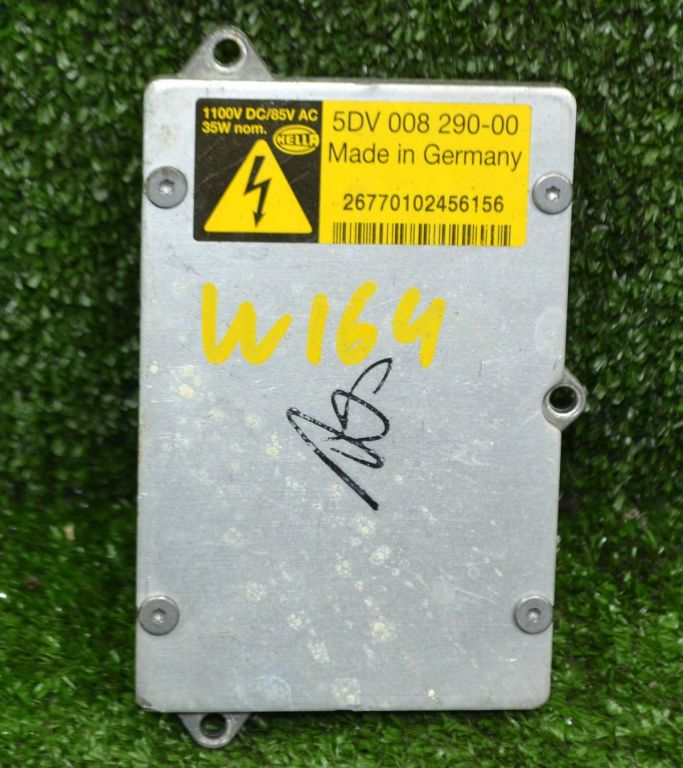 1100V DC/85V AC
35W nom.
HELLA
5DV 008 290-00
Made in Germany
26770102456156
W164